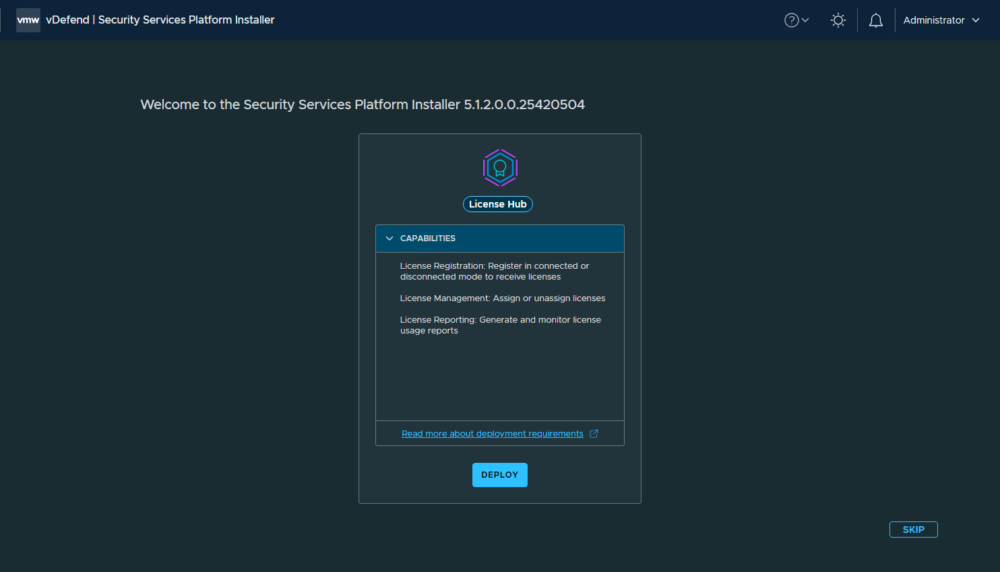 vmw vDefend | Security Services Platform Installer
? Administrator
Welcome to the Security Services Platform Installer 5.1.2.0.0.25420504
License Hub
CAPABILITIES
License Registration: Register in connected or
disconnected mode to receive licenses
License Management: Assign or unassign licenses
License Reporting: Generate and monitor license
usage reports
Read more about deployment requirements
DEPLOY
SKIP